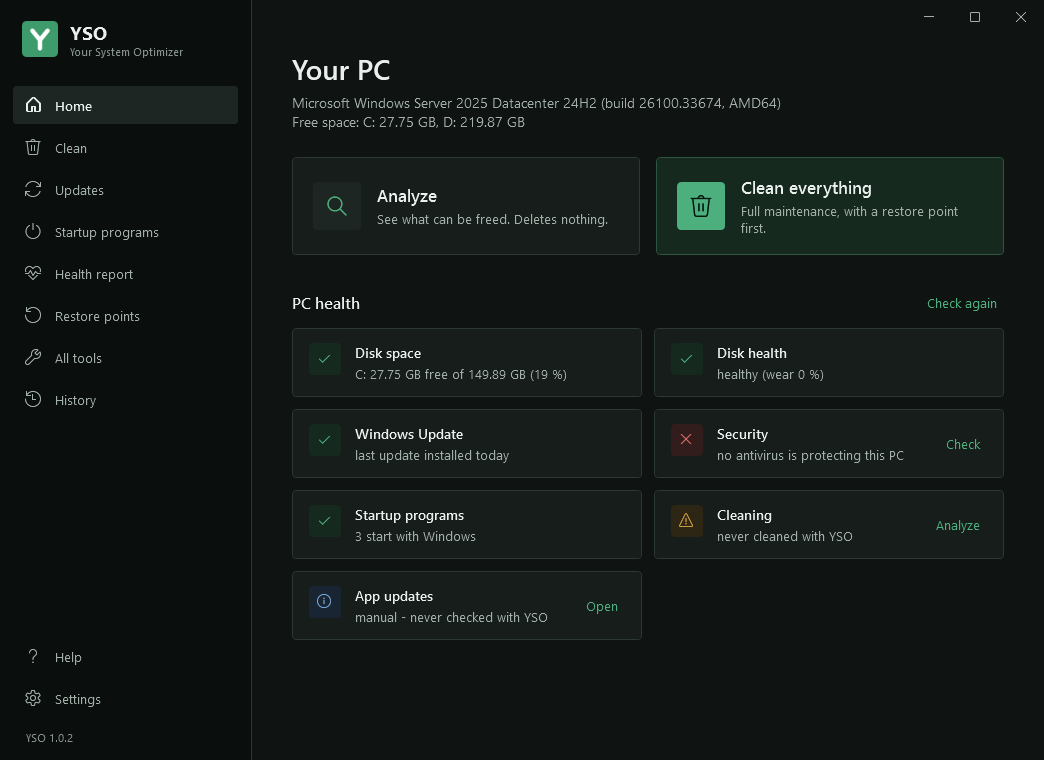 Y
YSO
Your System Optimizer
Home
Clean
Updates
Startup programs
Health report
Restore points
All tools
History
Help
Settings
YSO 1.0.2
Your PC
Microsoft Windows Server 2025 Datacenter 24H2 (build 26100.33674, AMD64)
Free space: C: 27.75 GB, D: 219.87 GB
Analyze
See what can be freed. Deletes nothing.
Clean everything
Full maintenance, with a restore point
first.
PC health
Check again
Disk space
C: 27.75 GB free of 149.89 GB (19 %)
Disk health
healthy (wear 0 %)
Windows Update
last update installed today
Security
no antivirus is protecting this PC
Check
Startup programs
3 start with Windows
Cleaning
never cleaned with YSO
Analyze
App updates
manual - never checked with YSO
Open